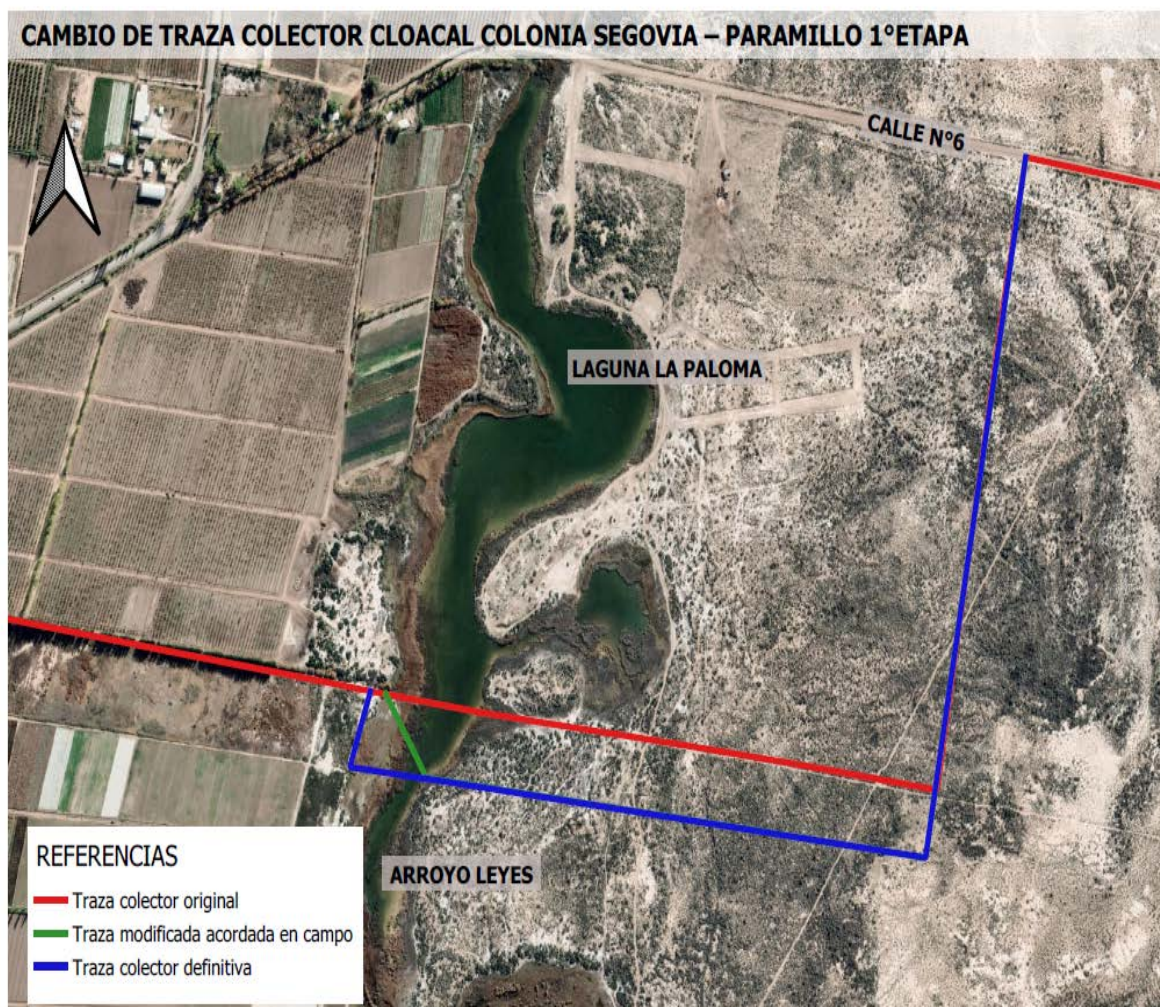 CAMBIO DE TRAZA COLECTOR CLOACAL COLONIA SEGOVIA – PARAMILLO 1°ETAPA
CALLE N°6
LAGUNA LA PALOMA
ARROYO LEYES
REFERENCIAS
Traza colector original
Traza modificada acordada en campo
Traza colector definitiva